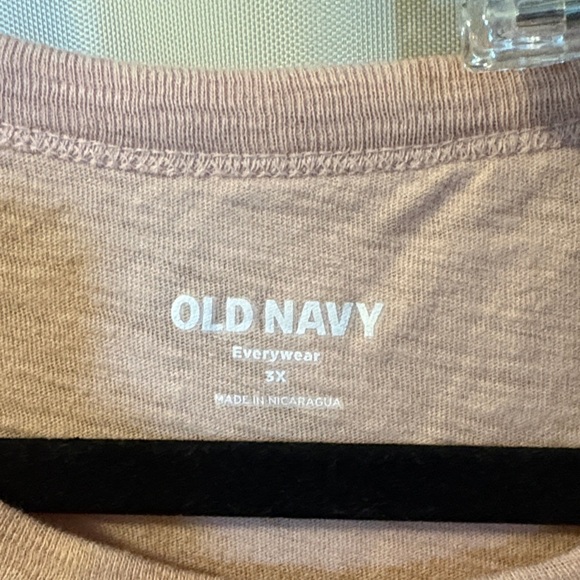 OLD NAVY
Everywear
3X
MADE IN NICARAGUA